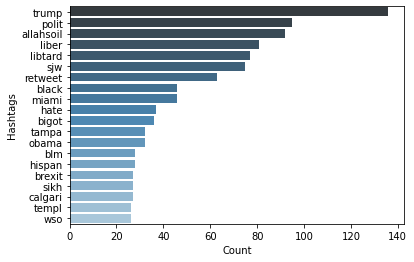 trump
polit
allahsoil
liber
libtard
sjw
retweet
black
miami
hate
bigot
tampa
obama
blm
hispan
brexit
sikh
calgari
templ
wso
Hashtags
0 20 40 60 80 100 120 140
Count